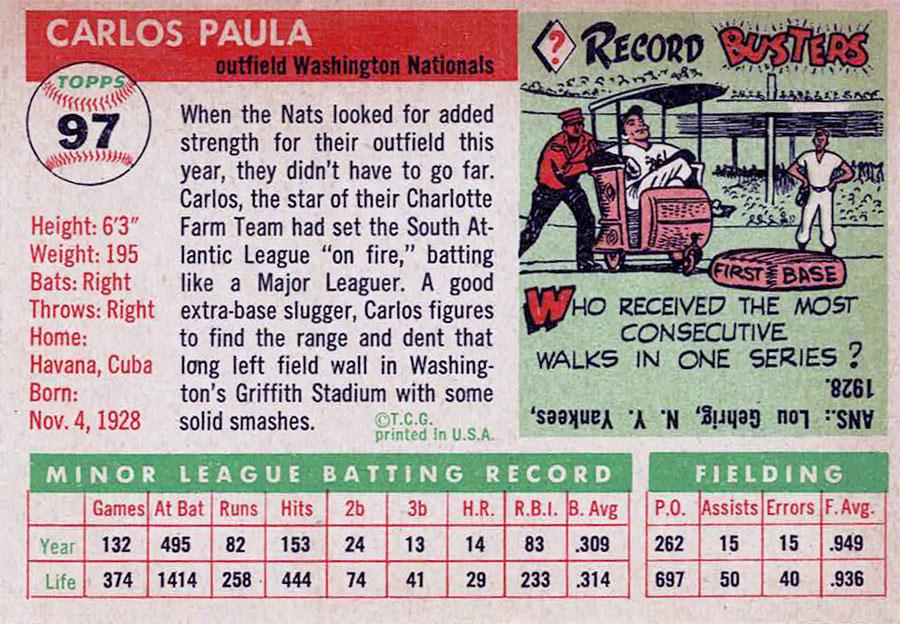 CARLOS PAULA
outfield Washington Nationals
TOPPS
97
Height: 6'3"
Weight: 195
Bats: Right
Throws: Right
Home:
Havana, Cuba
Born:
Nov. 4, 1928
When the Nats looked for added
strength for their outfield this
year, they didn't have to go far.
Carlos, the star of their Charlotte
Farm Team had set the South At-
lantic League "on fire," batting
like a Major Leaguer. A good
extra-base slugger, Carlos figures
to find the range and dent that
long left field wall in Washing-
ton's Griffith Stadium with some
solid smashes.
©T.C.G.
printed in U.S.A.
? RECORD BUSTERS
FIRST BASE
WHO RECEIVED THE MOST
CONSECUTIVE
WALKS IN ONE SERIES ?
ANS.: Lou Gehrig, N. Y. Yankees,
1928.
MINOR LEAGUE BATTING RECORD
Games At Bat Runs Hits 2b 3b H.R. R.B.I. B. Avg
Year 132 495 82 153 24 13 14 83 .309
Life 374 1414 258 444 74 41 29 233 .314
FIELDING
P.O. Assists Errors F. Avg.
262 15 15 .949
697 50 40 .936